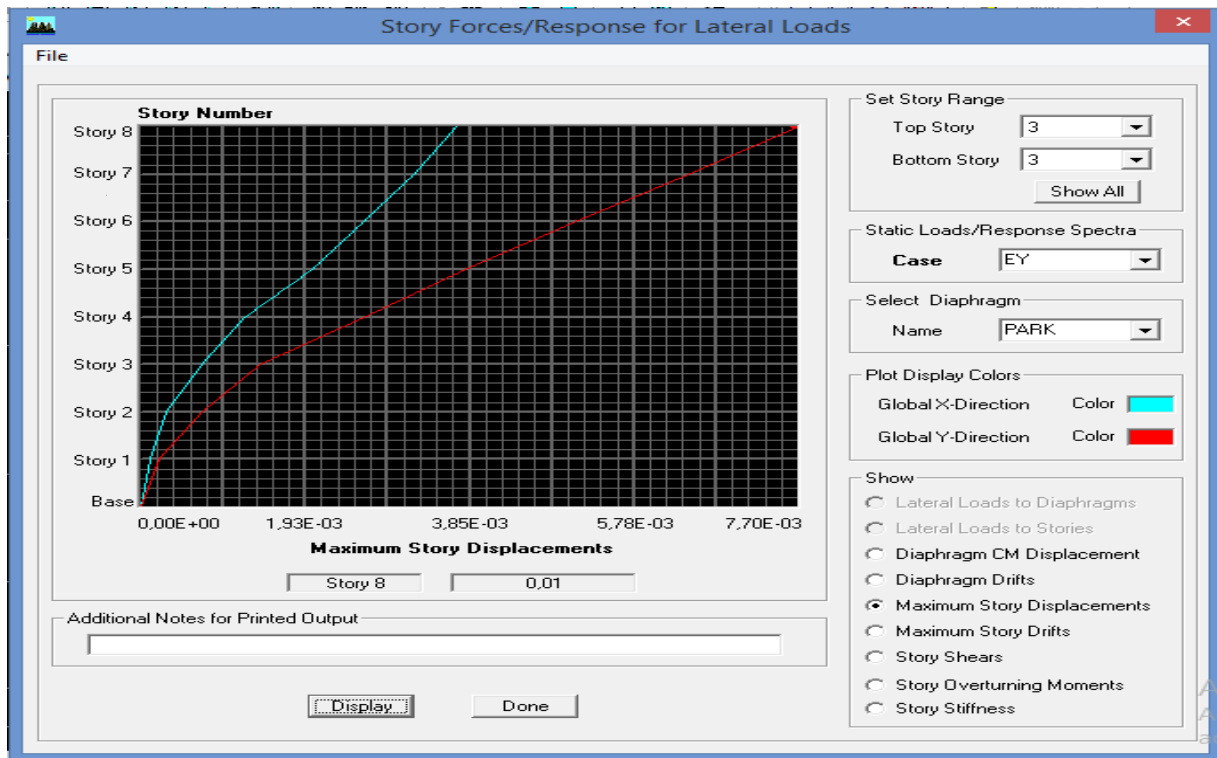 Story Forces/Response for Lateral Loads
File
Story Number
Story 8
Story 7
Story 6
Story 5
Story 4
Story 3
Story 2
Story 1
Base
0,00E+00 1,93E-03 3,85E-03 5,78E-03 7,70E-03
Maximum Story Displacements
Story 8 0,01
Additional Notes for Printed Output
Display Done
Set Story Range
Top Story 3
Bottom Story 3
Show All
Static Loads/Response Spectra
Case EY
Select Diaphragm
Name PARK
Plot Display Colors
Global X-Direction Color
Global Y-Direction Color
Show
Lateral Loads to Diaphragms
Lateral Loads to Stories
Diaphragm CM Displacement
Diaphragm Drifts
Maximum Story Displacements
Maximum Story Drifts
Story Shears
Story Overturning Moments
Story Stiffness